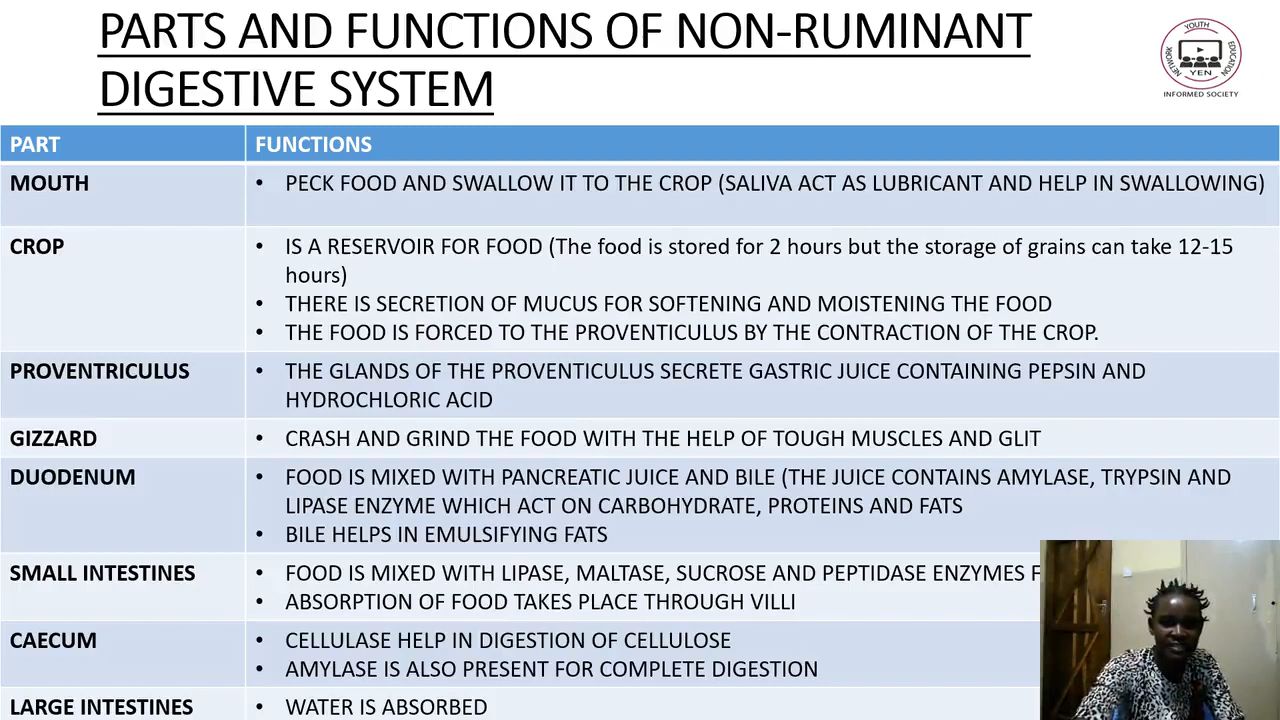 PARTS AND FUNCTIONS OF NON-RUMINANT
DIGESTIVE SYSTEM
YOUTH EDUCATION NETWORK
YEN
INFORMED SOCIETY
PART
FUNCTIONS
MOUTH
• PECK FOOD AND SWALLOW IT TO THE CROP (SALIVA ACT AS LUBRICANT AND HELP IN SWALLOWING)
CROP
• IS A RESERVOIR FOR FOOD (The food is stored for 2 hours but the storage of grains can take 12-15
hours)
• THERE IS SECRETION OF MUCUS FOR SOFTENING AND MOISTENING THE FOOD
• THE FOOD IS FORCED TO THE PROVENTICULUS BY THE CONTRACTION OF THE CROP.
PROVENTRICULUS
• THE GLANDS OF THE PROVENTICULUS SECRETE GASTRIC JUICE CONTAINING PEPSIN AND
HYDROCHLORIC ACID
GIZZARD
• CRASH AND GRIND THE FOOD WITH THE HELP OF TOUGH MUSCLES AND GLIT
DUODENUM
• FOOD IS MIXED WITH PANCREATIC JUICE AND BILE (THE JUICE CONTAINS AMYLASE, TRYPSIN AND
LIPASE ENZYME WHICH ACT ON CARBOHYDRATE, PROTEINS AND FATS
• BILE HELPS IN EMULSIFYING FATS
SMALL INTESTINES
• FOOD IS MIXED WITH LIPASE, MALTASE, SUCROSE AND PEPTIDASE ENZYMES
• ABSORPTION OF FOOD TAKES PLACE THROUGH VILLI
CAECUM
• CELLULASE HELP IN DIGESTION OF CELLULOSE
• AMYLASE IS ALSO PRESENT FOR COMPLETE DIGESTION
LARGE INTESTINES
• WATER IS ABSORBED